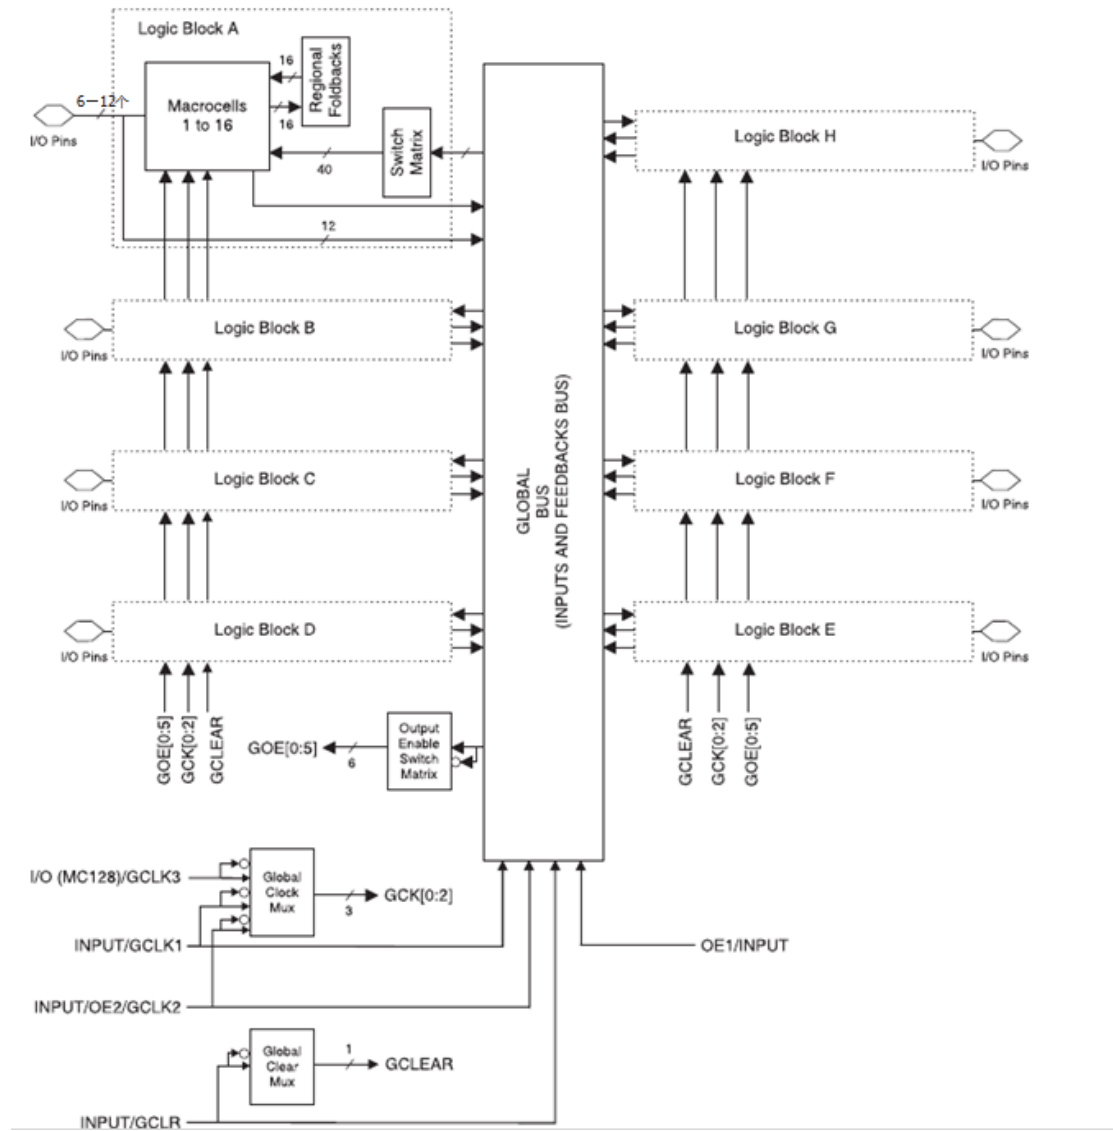 Logic Block A
16
Regional
Foldbacks
6—12个
Macrocells
1 to 16
16
I/O Pins
40
Switch
Matrix
12
Logic Block H
I/O Pins
Logic Block B
I/O Pins
Logic Block G
I/O Pins
Logic Block C
I/O Pins
Logic Block F
I/O Pins
GLOBAL
BUS
(INPUTS AND FEEDBACKS BUS)
Logic Block D
I/O Pins
Logic Block E
I/O Pins
GOE[0:5]
GCK[0:2]
GCLEAR
GOE[0:5]
6
Output
Enable
Switch
Matrix
GCLEAR
GCK[0:2]
GOE[0:5]
I/O (MC128)/GCLK3
Global
Clock
Mux
3
GCK[0:2]
INPUT/GCLK1
OE1/INPUT
INPUT/OE2/GCLK2
Global
Clear
Mux
1
GCLEAR
INPUT/GCLR